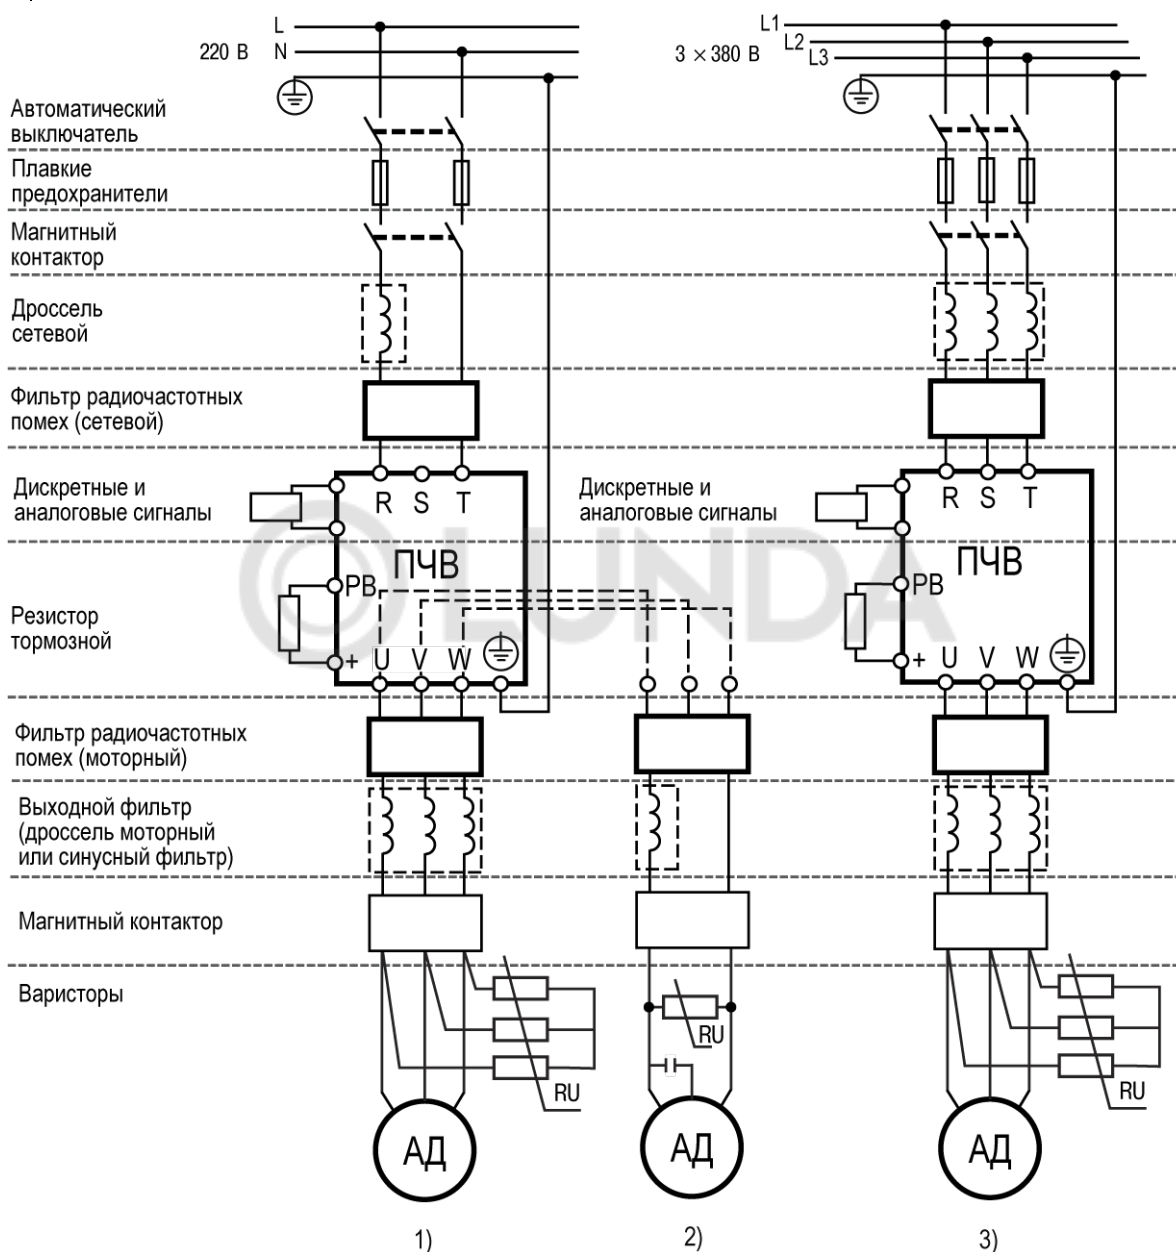 L
220 В N
L1
L2
3 × 380 В L3
Автоматический
выключатель
Плавкие
предохранители
Магнитный
контактор
Дроссель
сетевой
Фильтр радиочастотных
помех (сетевой)
Дискретные и
аналоговые сигналы
R S T
Дискретные и
аналоговые сигналы
R S T
LUNDA
ПЧВ
ПЧВ
PB
PB
Резистор
тормозной
+ U V W
+ U V W
Фильтр радиочастотных
помех (моторный)
Выходной фильтр
(дроссель моторный
или синусный фильтр)
Магнитный контактор
Варисторы
RU
RU
RU
АД
АД
АД
1)
2)
3)